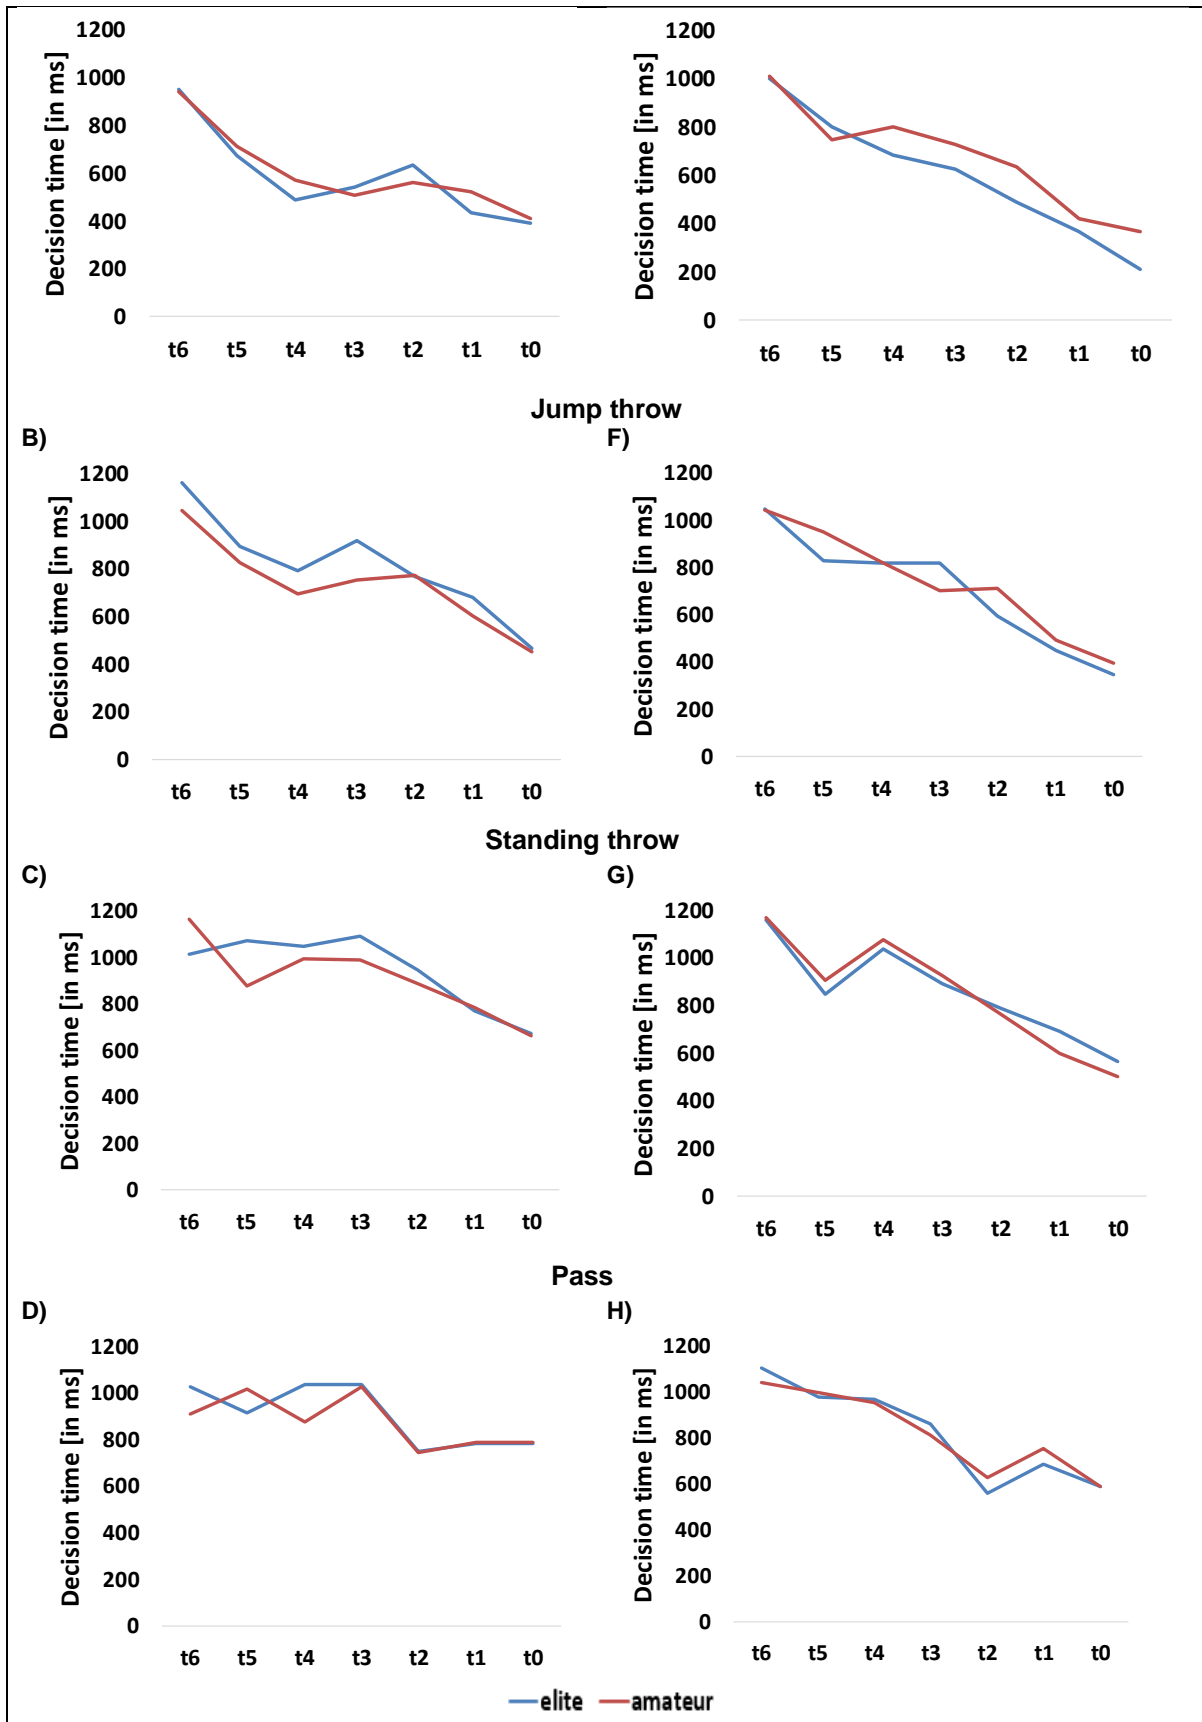 1200 1200
1000 1000
800 800
600 600
400 400
200 200
0 0
Decision time [in ms] Decision time [in ms]
t6 t5 t4 t3 t2 t1 t0 t6 t5 t4 t3 t2 t1 t0
Jump throw
B) F)
1200 1200
1000 1000
800 800
600 600
400 400
200 200
0 0
Decision time [in ms] Decision time [in ms]
t6 t5 t4 t3 t2 t1 t0 t6 t5 t4 t3 t2 t1 t0
Standing throw
C) G)
1200 1200
1000 1000
800 800
600 600
400 400
200 200
0 0
Decision time [in ms] Decision time [in ms]
t6 t5 t4 t3 t2 t1 t0 t6 t5 t4 t3 t2 t1 t0
Pass
D) H)
1200 1200
1000 1000
800 800
600 600
400 400
200 200
0 0
Decision time [in ms] Decision time [in ms]
t6 t5 t4 t3 t2 t1 t0 t6 t5 t4 t3 t2 t1 t0
elite amateur